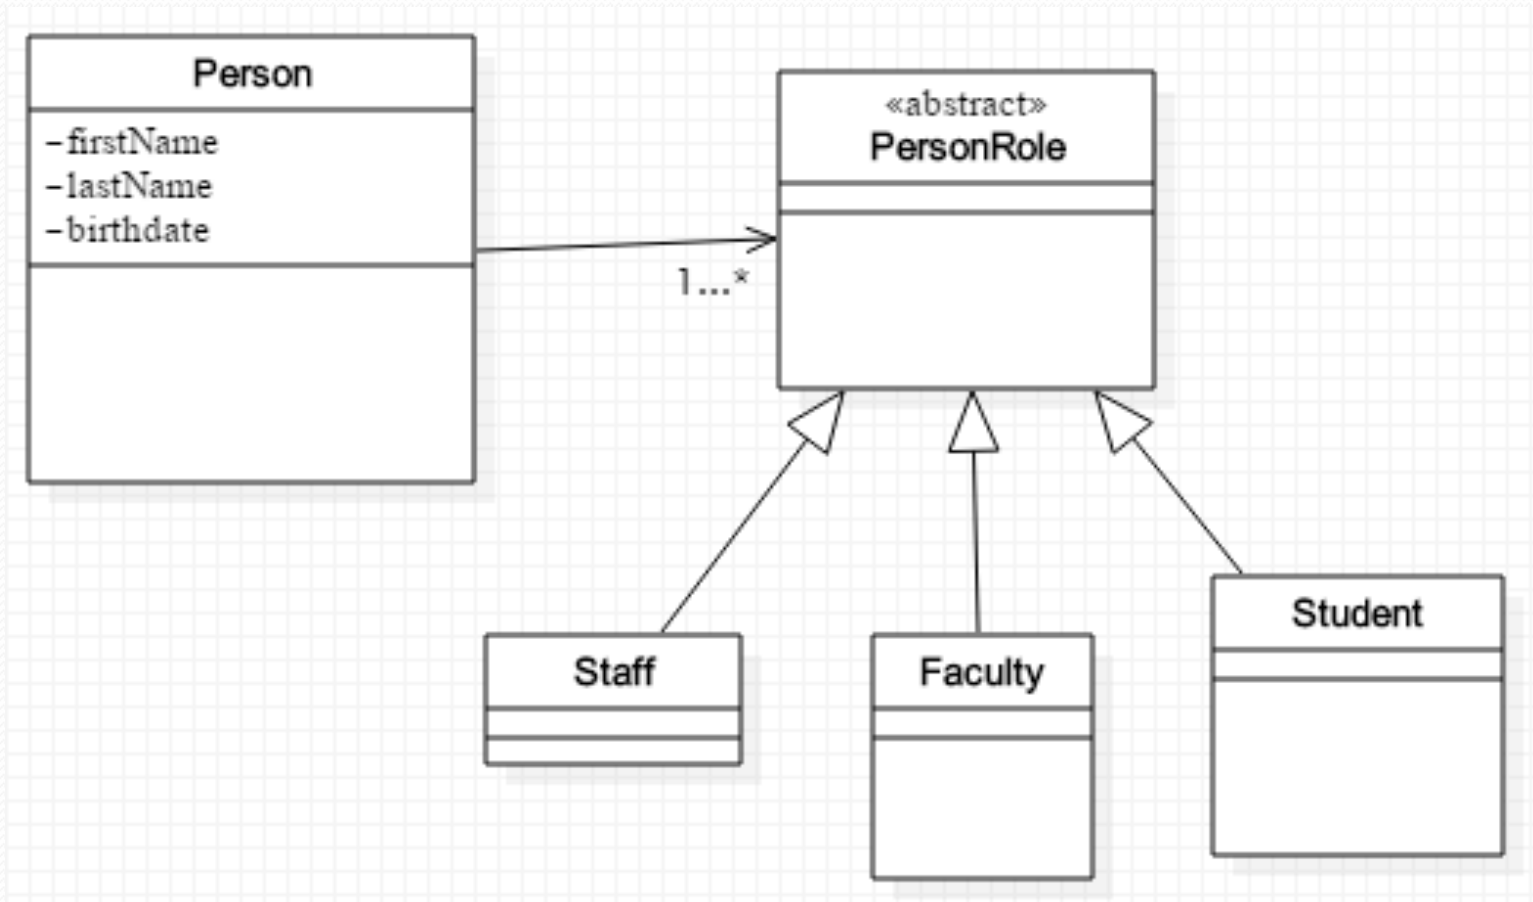 Person
-firstName
-lastName
-birthdate
«abstract»
PersonRole
1...*
Staff
Faculty
Student